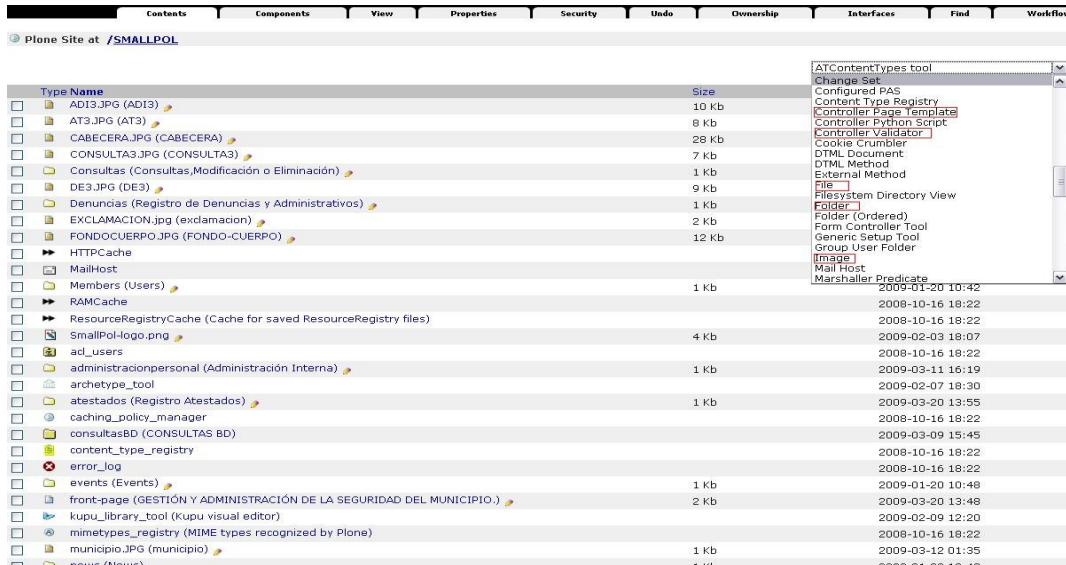 Contents Components View Properties Security Undo Ownership Interfaces Find Workflow
Plone Site at /SMALLPOL
ATContentTypes tool
Change Set
Configured PAS
Content Type Registry
Controller Page Template
Controller Python Script
Controller Validator
Cookie Crumbler
DTML Document
DTML Method
External Method
File
Filesystem Directory View
Folder
Folder (Ordered)
Form Controller Tool
Generic Setup Tool
Group User Folder
Image
Mail Host
Marshaller Predicate
Type Name Size
ADI3.JPG (ADI3) 10 Kb
AT3.JPG (AT3) 8 Kb
CABECERA.JPG (CABECERA) 28 Kb
CONSULTA3.JPG (CONSULTA3) 7 Kb
Consultas (Consultas,Modificación o Eliminación) 1 Kb
DE3.JPG (DE3) 9 Kb
Denuncias (Registro de Denuncias y Administrativos) 1 Kb
EXCLAMACION.jpg (exclamacion) 2 Kb
FONDOCUERPO.JPG (FONDO-CUERPO) 12 Kb
HTTPCache
MailHost
Members (Users) 1 Kb 2009-01-20 10:42
RAMCache 2008-10-16 18:22
ResourceRegistryCache (Cache for saved ResourceRegistry files) 2008-10-16 18:22
SmallPol-logo.png 4 Kb 2009-02-03 18:07
acl_users 2008-10-16 18:22
administracionpersonal (Administración Interna) 1 Kb 2009-03-11 16:19
archetype_tool 2009-02-07 18:30
atestados (Registro Atestados) 1 Kb 2009-03-20 13:55
caching_policy_manager 2008-10-16 18:22
consultasBD (CONSULTAS BD) 2009-03-09 15:45
content_type_registry 2008-10-16 18:22
error_log 2008-10-16 18:22
events (Events) 1 Kb 2009-01-20 10:48
front-page (GESTIÓN Y ADMINISTRACIÓN DE LA SEGURIDAD DEL MUNICIPIO.) 2 Kb 2009-03-20 13:48
kupu_library_tool (Kupu visual editor) 2009-02-09 12:20
mimetypes_registry (MIME types recognized by Plone) 2008-10-16 18:22
municipio.JPG (municipio) 1 Kb 2009-03-12 01:35
news (News)